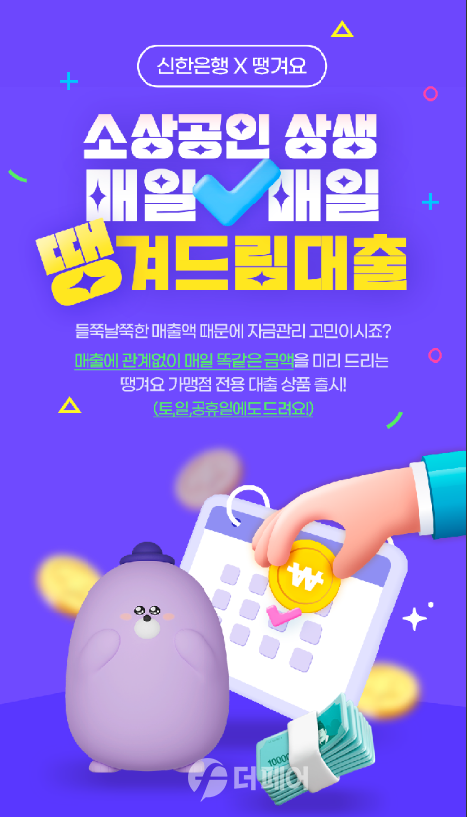 신한은행 X 땡겨요
소상공인 상생
매일 매일
땡겨드림대출
들쭉날쭉한 매출액 때문에 자금관리 고민이시죠?
매출에 관계없이 매일 똑같은 금액을 미리 드리는
땡겨요 가맹점 전용 대출 상품 출시!
(토,일,공휴일에도 드려요!)
₩
10000
더페어